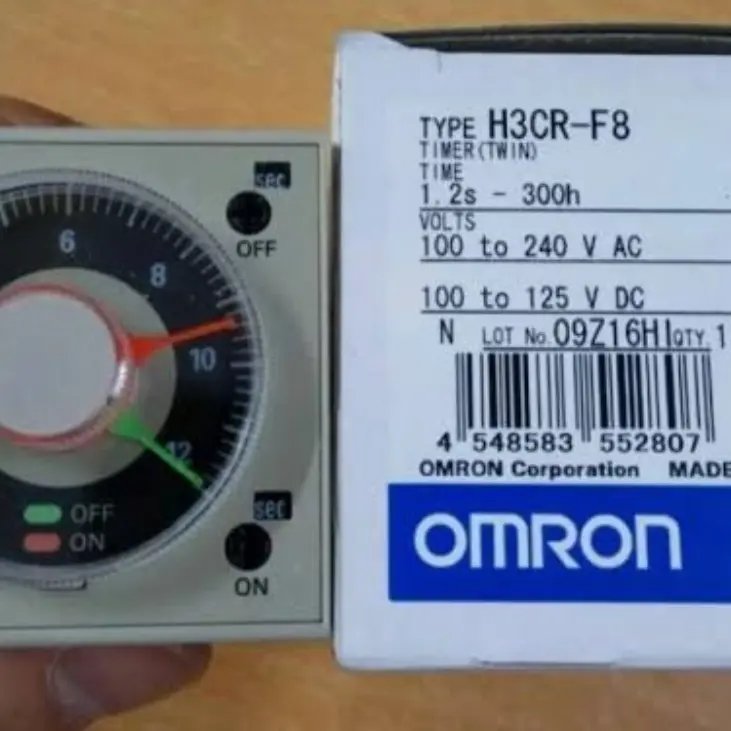 sec
OFF
6
8
10
12
OFF
ON
sec
ON
TYPE H3CR-F8
TIMER(TWIN)
TIME
1.2s - 300h
VOLTS
100 to 240 V AC
100 to 125 V DC
N LOT No. 09Z16HI QTY. 1
4 548583 552807
OMRON Corporation MADE
OMRON